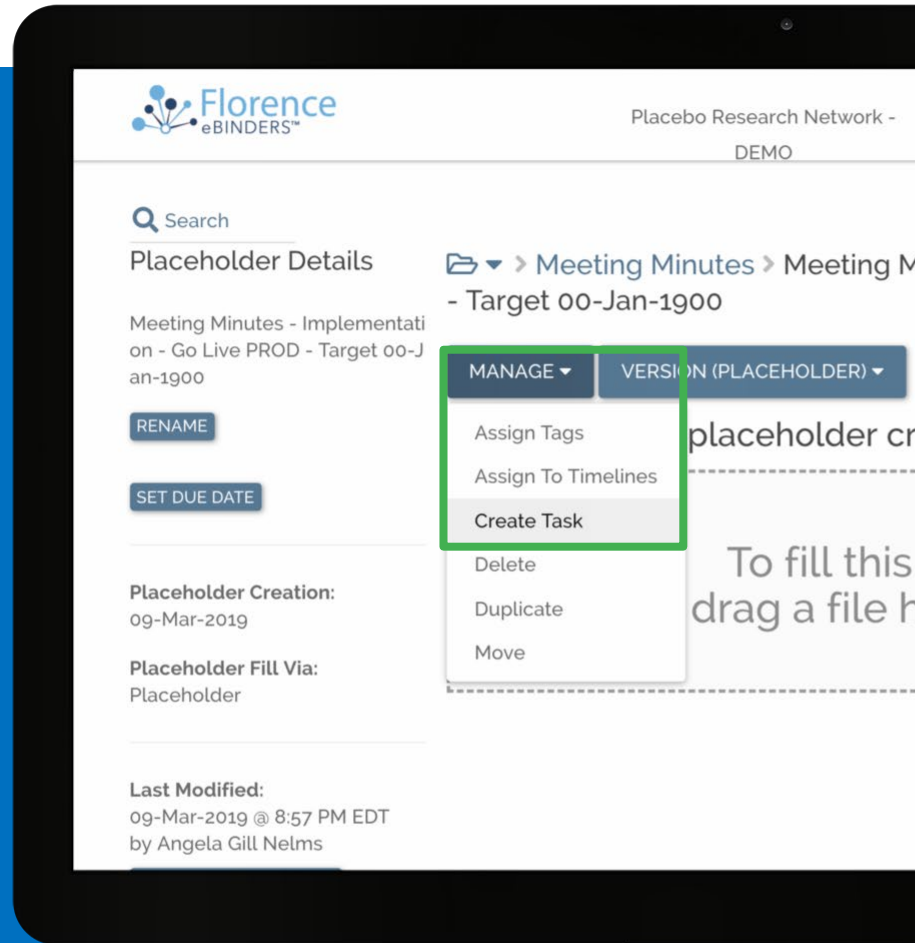 Florence
eBINDERS™
Placebo Research Network -
DEMO
Search
Placeholder Details
Meeting Minutes - Implementati
on - Go Live PROD - Target 00-J
an-1900
RENAME
SET DUE DATE
Placeholder Creation:
09-Mar-2019
Placeholder Fill Via:
Placeholder
Last Modified:
09-Mar-2019 @ 8:57 PM EDT
by Angela Gill Nelms
> Meeting Minutes > Meeting M
- Target 00-Jan-1900
MANAGE VERSION (PLACEHOLDER)
placeholder cr
Assign Tags
Assign To Timelines
Create Task
Delete
Duplicate
Move
To fill this
drag a file h